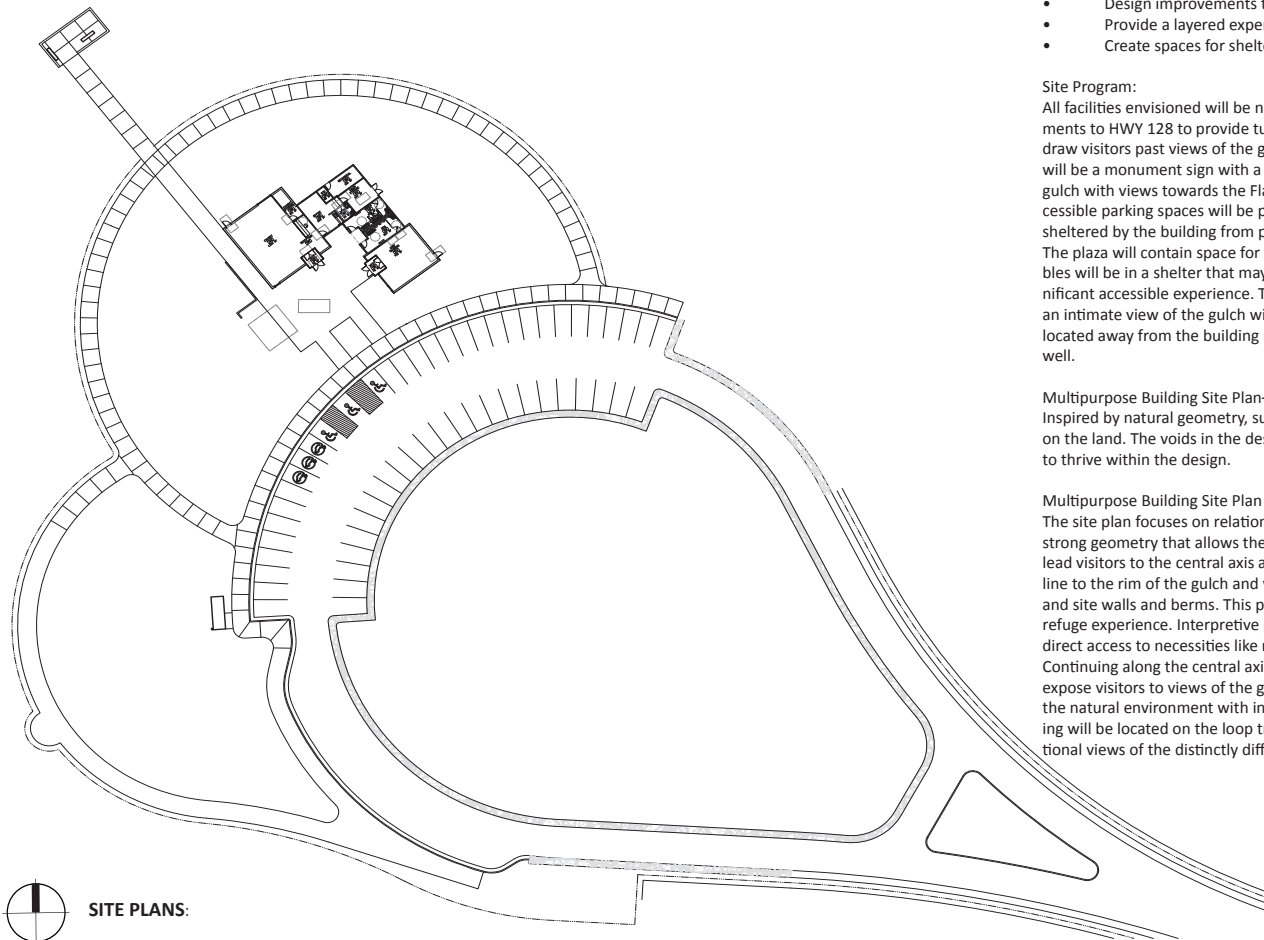 • Design improvements t
• Provide a layered exper
• Create spaces for shelte
Site Program:
All facilities envisioned will be n
ments to HWY 128 to provide tu
draw visitors past views of the g
will be a monument sign with a
gulch with views towards the Fla
cessible parking spaces will be p
sheltered by the building from p
The plaza will contain space for
bles will be in a shelter that may
nificant accessible experience. T
an intimate view of the gulch wi
located away from the building
well.
Multipurpose Building Site Plan-
Inspired by natural geometry, su
on the land. The voids in the des
to thrive within the design.
Multipurpose Building Site Plan
The site plan focuses on relation
strong geometry that allows the
lead visitors to the central axis a
line to the rim of the gulch and v
and site walls and berms. This p
refuge experience. Interpretive
direct access to necessities like r
Continuing along the central axi
expose visitors to views of the g
the natural environment with in
ing will be located on the loop tr
tional views of the distinctly diff
SITE PLANS: